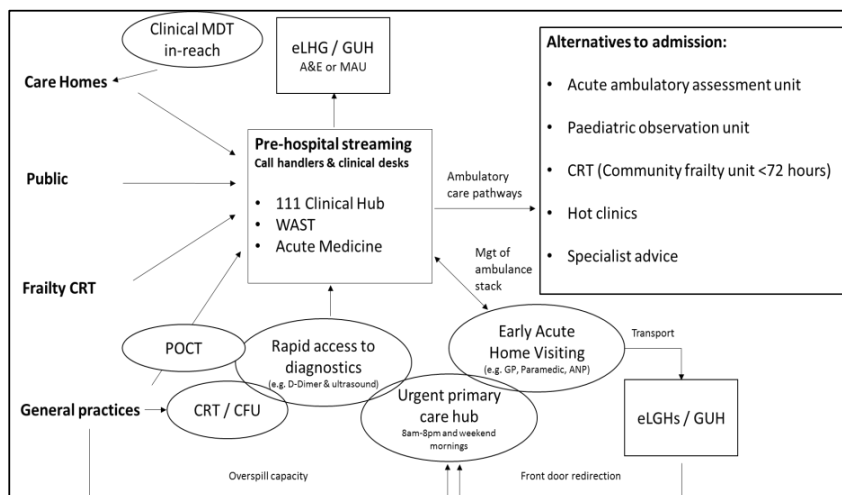 Clinical MDT
in-reach
eLHG / GUH
A&E or MAU
Alternatives to admission:
• Acute ambulatory assessment unit
• Paediatric observation unit
• CRT (Community frailty unit <72 hours)
• Hot clinics
• Specialist advice
Care Homes
Public
Frailty CRT
General practices
Pre-hospital streaming
Call handlers & clinical desks
• 111 Clinical Hub
• WAST
• Acute Medicine
Ambulatory
care pathways
Mgt of
ambulance
stack
POCT
Rapid access to
diagnostics
(e.g. D-Dimer & ultrasound)
CRT / CFU
Early Acute
Home Visiting
(e.g. GP, Paramedic, ANP)
Transport
Urgent primary
care hub
8am-8pm and weekend
mornings
eLGHs / GUH
Overspill capacity
Front door redirection